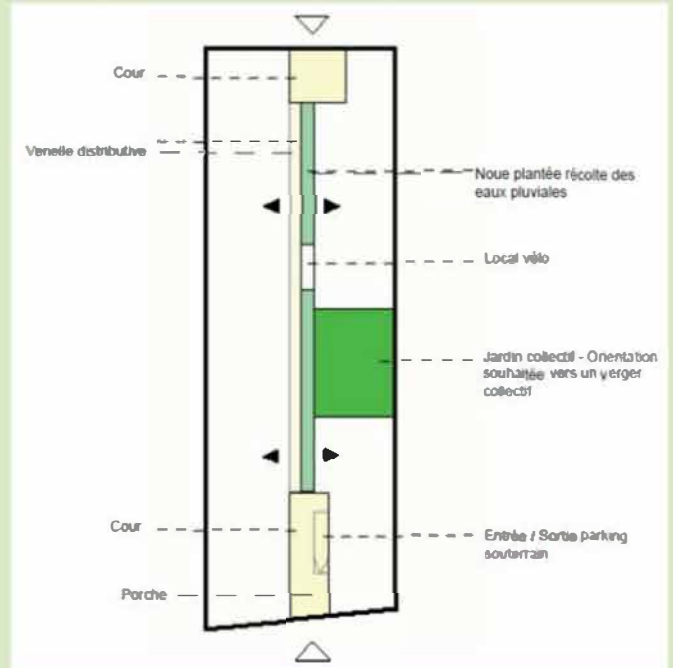 Cour
Venelle distributive
Noue plantée récolte des
eaux pluviales
Local vélo
Jardin collectif - Orientation
souhaitée vers un verger
collectif
Cour
Entrée / Sortie parking
souterrain
Porche